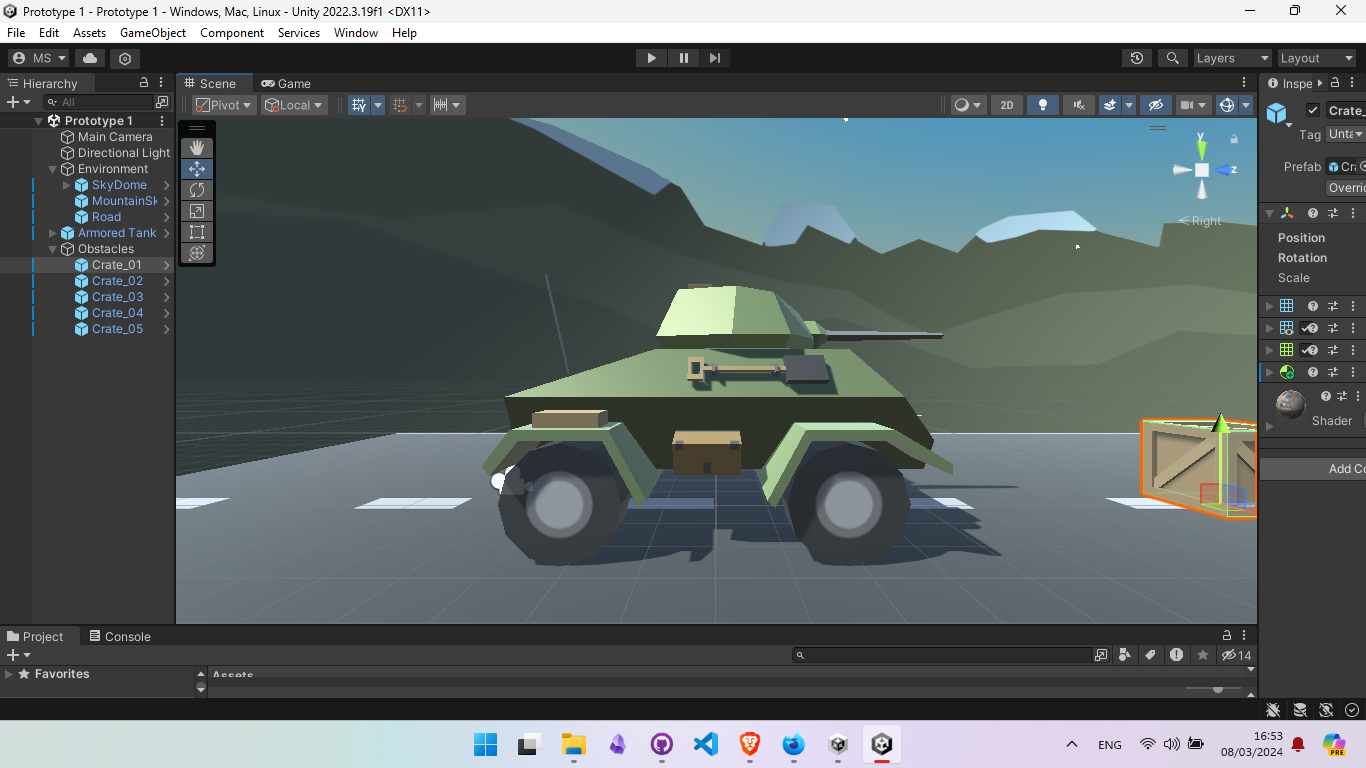 Prototype 1 - Prototype 1 - Windows, Mac, Linux - Unity 2022.3.19f1 <DX11>
File Edit Assets GameObject Component Services Window Help
MS
Layers
Layout
Hierarchy
Scene
Game
Inspe
All
Pivot
Local
2D
Crate_
Prototype 1
Main Camera
Directional Light
Environment
SkyDome
MountainSk
Road
Armored Tank
Obstacles
Crate_01
Crate_02
Crate_03
Crate_04
Crate_05
y
z
Right
Tag Unta
Prefab Cra
Overrid
Position
Rotation
Scale
Shader
Add Co
Project
Console
14
Favorites
Assets
ENG
16:53
08/03/2024
PRE